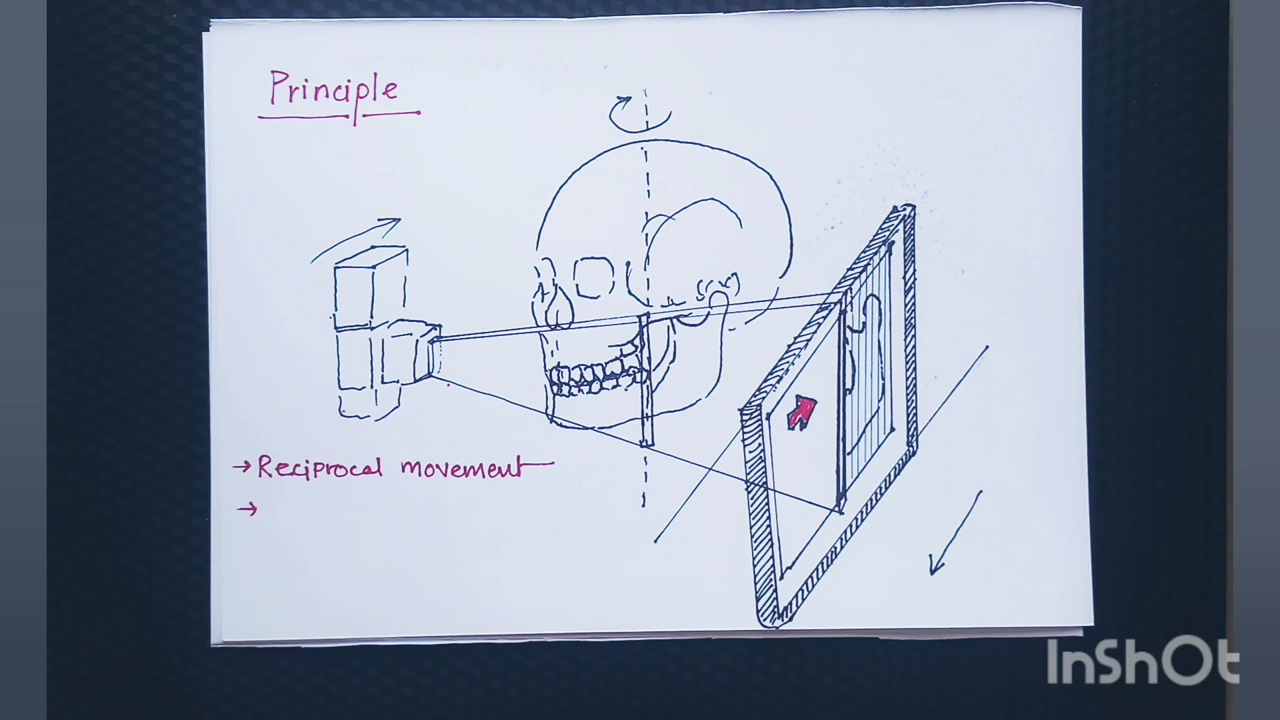 Principle
→ Reciprocal movement
→
InShOt